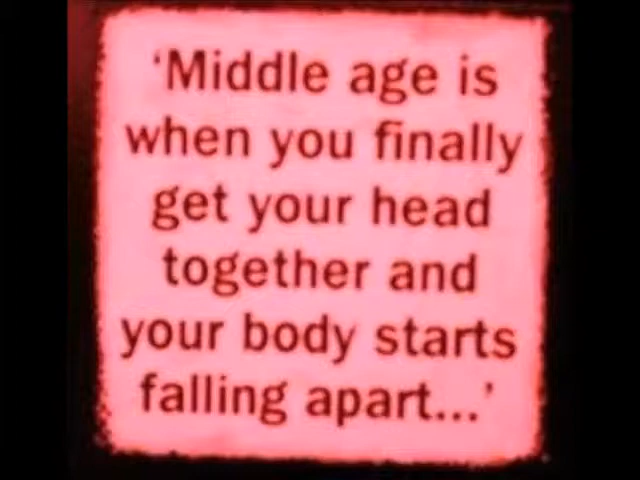 ‘Middle age is
when you finally
get your head
together and
your body starts
falling apart...’